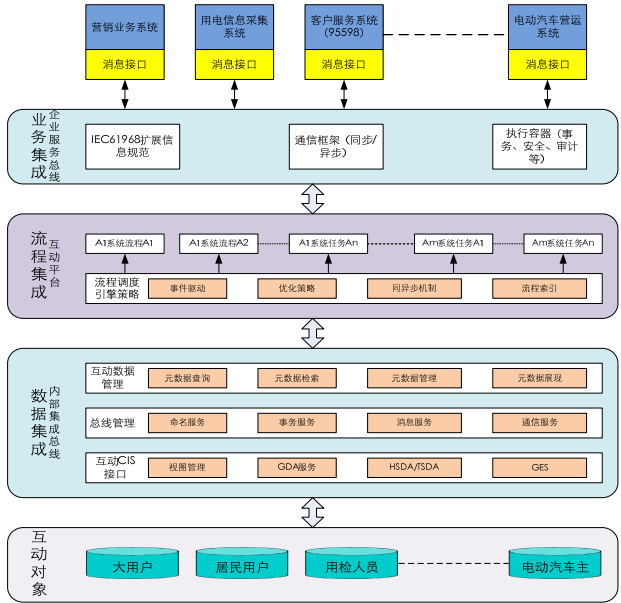 营销业务系统
用电信息采集
系统
客户服务系统
(95598)
电动汽车营运
系统
消息接口
消息接口
消息接口
消息接口
业务集成
企业服务总线
IEC61968扩展信
息规范
通信框架（同步/
异步）
执行容器（事
务、安全、审计
等）
流程集成
互动平台
A1系统流程A1
A1系统流程A2
A1系统任务An
Am系统任务A1
Am系统任务An
流程调度
引擎策略
事件驱动
优化策略
同异步机制
流程索引
数据集成
内部集成总线
互动数据
管理
元数据查询
元数据检索
元数据管理
元数据展现
总线管理
命名服务
事务服务
消息服务
通信服务
互动CIS
接口
视图管理
GDA服务
HSDA/TSDA
GES
互动对象
大用户
居民用户
用检人员
电动汽车主